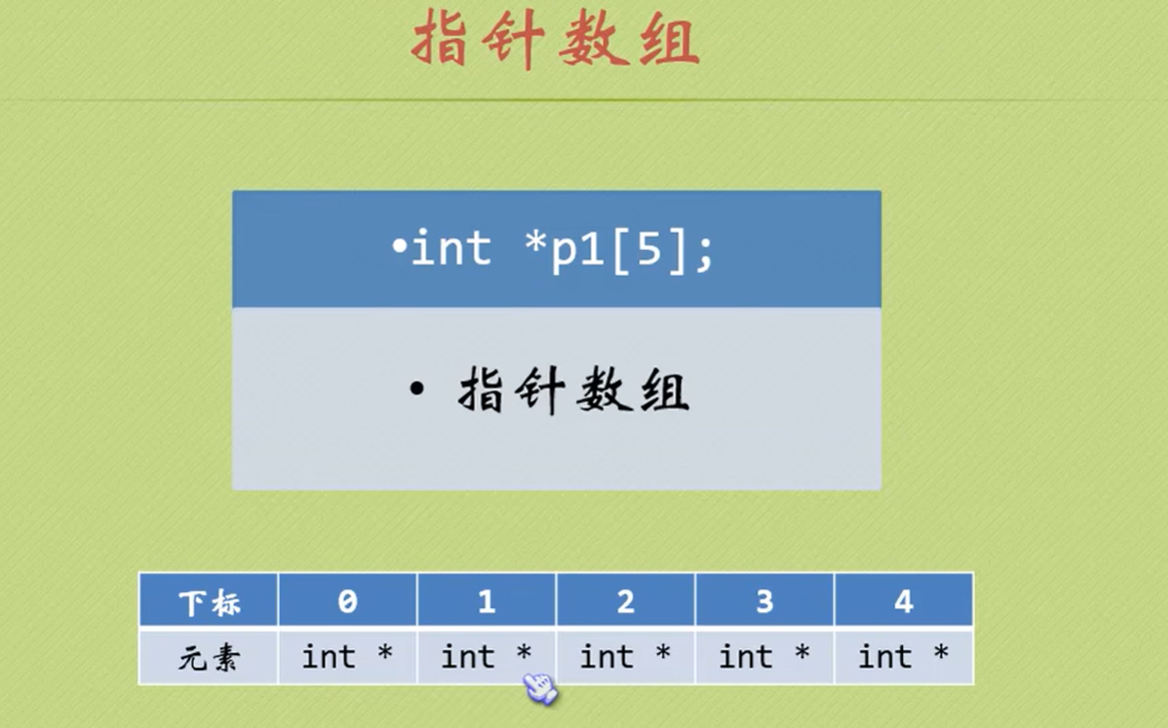 指针数组
•int *p1[5];
• 指针数组
下标 0 1 2 3 4
元素 int * int * int * int * int *